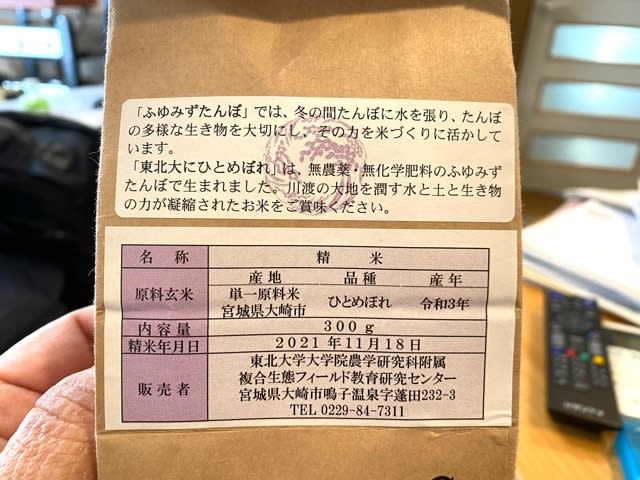 「ふゆみずたんぼ」では、冬の間たんぼに水を張り、たんぼ
の多様な生き物を大切にし、その力を米づくりに活かして
います。
「東北大にひとめぼれ」は、無農薬・無化学肥料のふゆみず
たんぼで生まれました。川渡の大地を潤す水と土と生き物
の力が凝縮されたお米をご賞味ください。
名 称 精 米
産 地 品 種 産 年
原料玄米 単一原料米 ひとめぼれ 令和3年
宮城県大崎市
内 容 量 300g
精米年月日 2021年11月18日
販 売 者 東北大学大学院農学研究科附属
複合生態フィールド教育研究センター
宮城県大崎市鳴子温泉字蓬田232-3
TEL 0229-84-7311